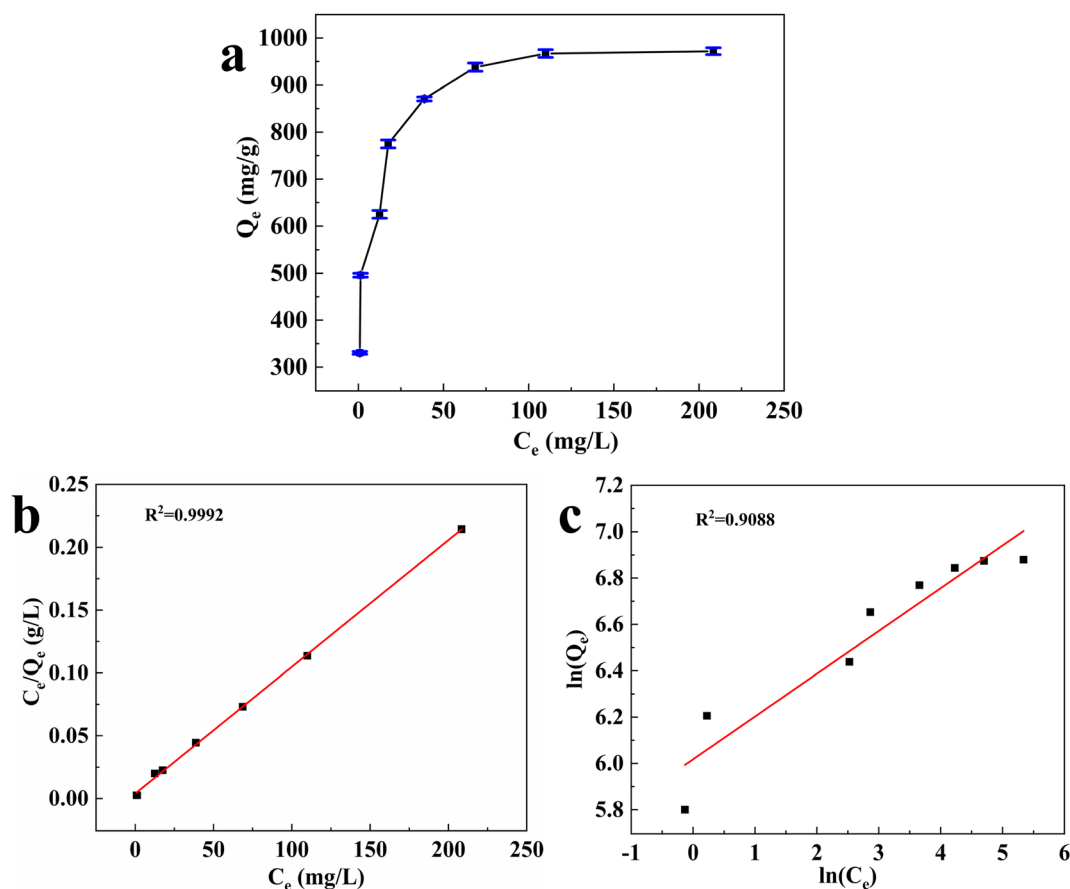 a
1000
900
800
700
600
500
400
300
Qe (mg/g)
0 50 100 150 200 250
Ce (mg/L)
b
R2=0.9992
0.25
0.20
0.15
0.10
0.05
0.00
Ce/Qe (g/L)
0 50 100 150 200 250
Ce (mg/L)
c
R2=0.9088
7.2
7.0
6.8
6.6
6.4
6.2
6.0
5.8
ln(Qe)
-1 0 1 2 3 4 5 6
ln(Ce)